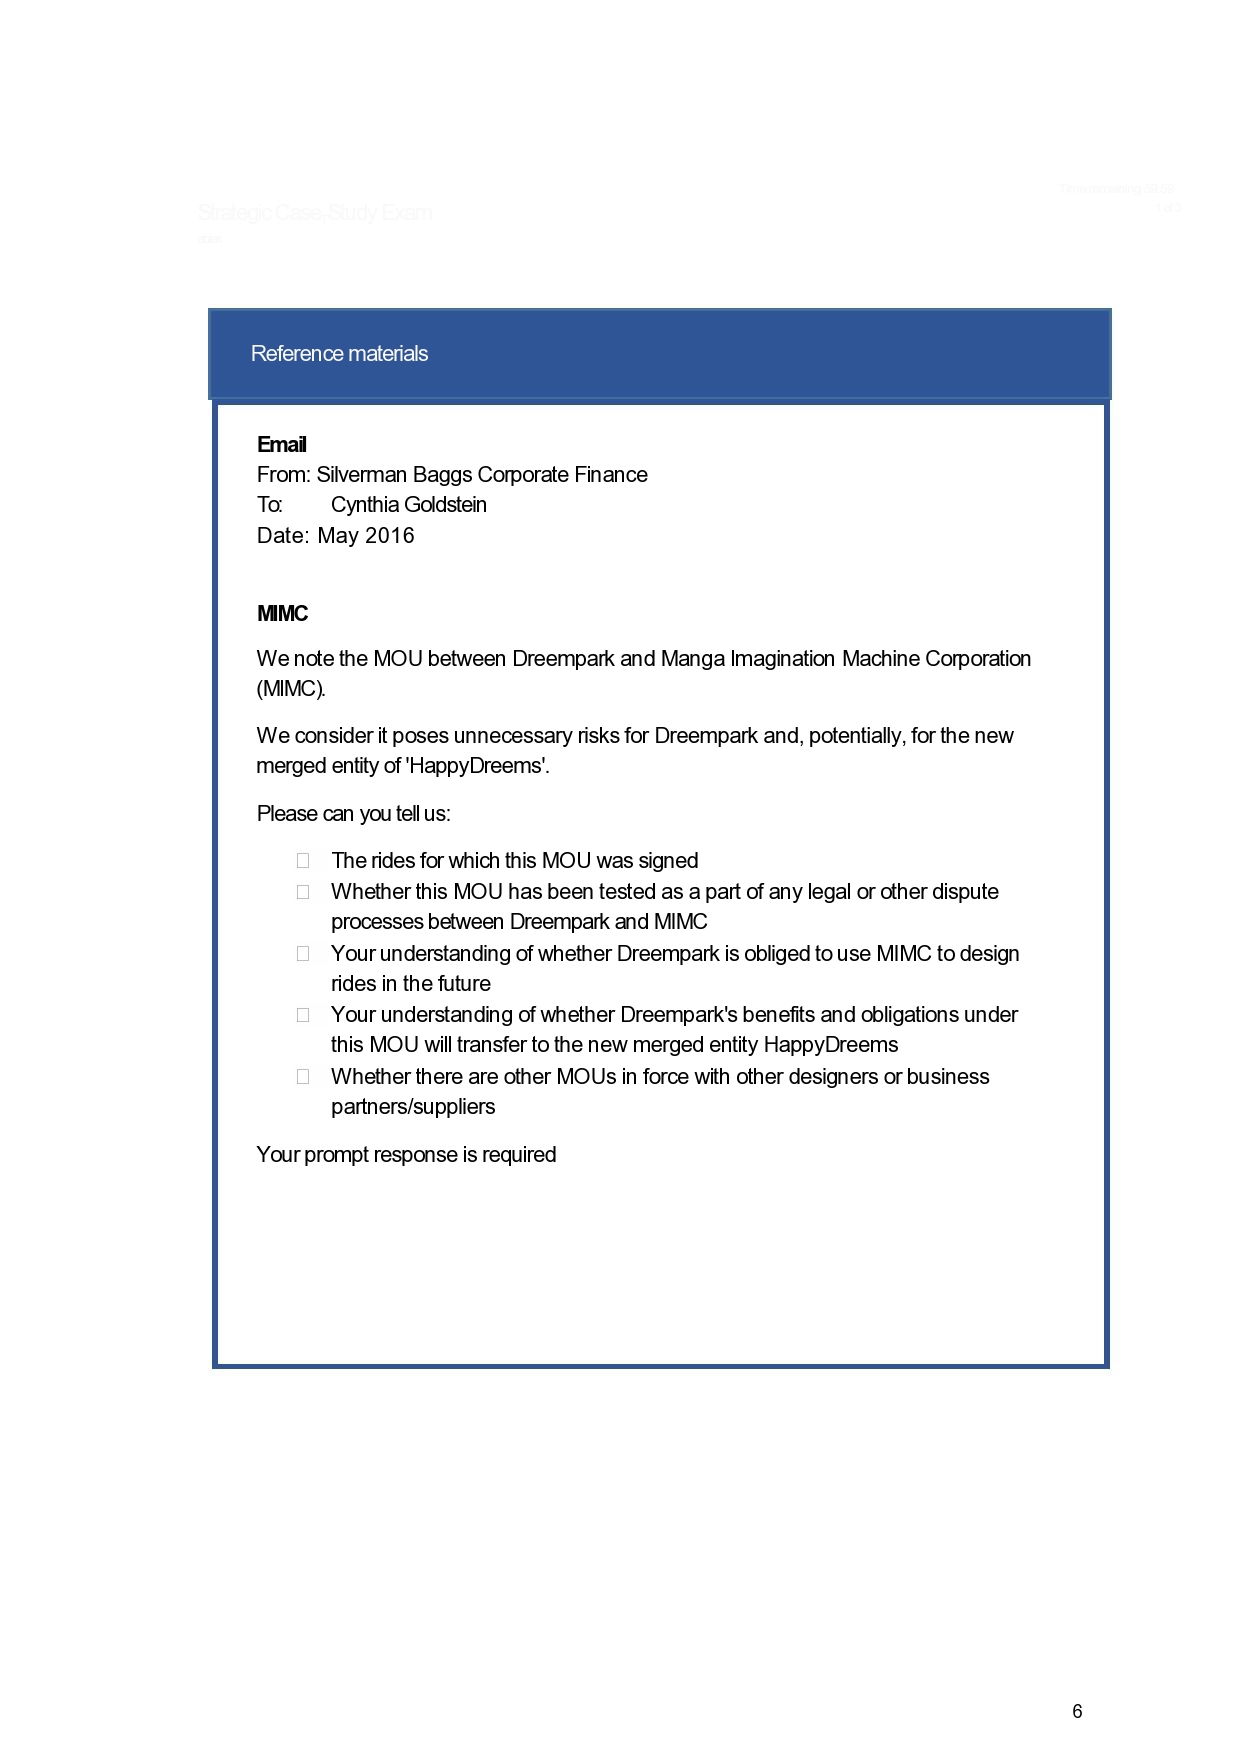 Strategic Case Study Exam
Reference materials
Email
From: Silverman Baggs Corporate Finance
To: Cynthia Goldstein
Date: May 2016
MIMC
We note the MOU between Dreempark and Manga Imagination Machine Corporation
(MIMC).
We consider it poses unnecessary risks for Dreempark and, potentially, for the new
merged entity of 'HappyDreems'.
Please can you tell us:
The rides for which this MOU was signed
Whether this MOU has been tested as a part of any legal or other dispute
processes between Dreempark and MIMC
Your understanding of whether Dreempark is obliged to use MIMC to design
rides in the future
Your understanding of whether Dreempark's benefits and obligations under
this MOU will transfer to the new merged entity HappyDreems
Whether there are other MOUs in force with other designers or business
partners/suppliers
Your prompt response is required
6